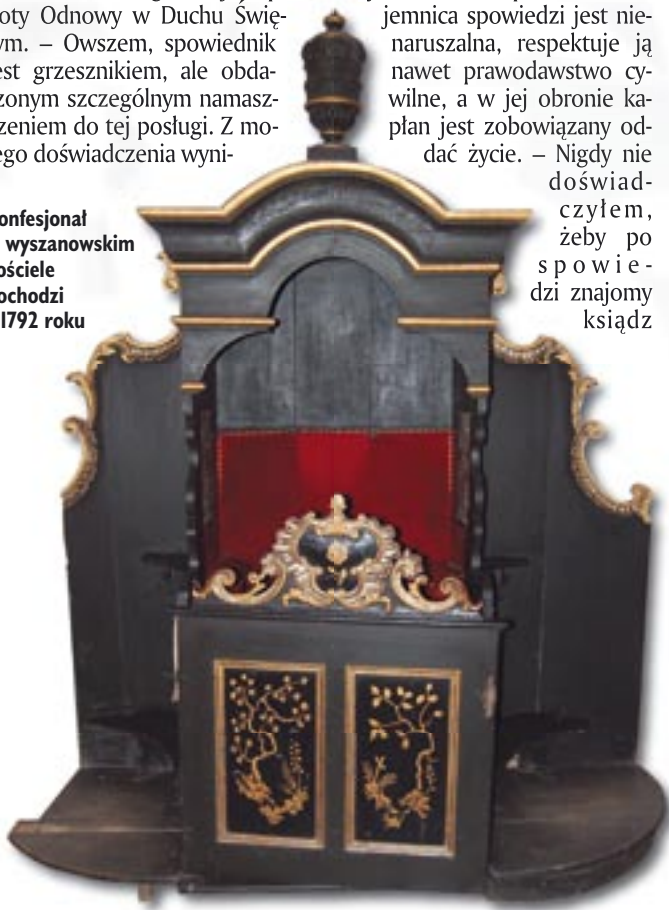 oty Odnowy w Duchu Świę-
ym. – Owszem, spowiednik
est grzesznikiem, ale obda-
zonym szczególnym namasz-
zeniem do tej posługi. Z mo-
ego doświadczenia wyni-
onfesjonał
wyszanowskim
ościele
ochodzi
1792 roku
jemnica spowiedzi jest nie-
naruszalna, respektuje ją
nawet prawodawstwo cy-
wilne, a w jej obronie ka-
płan jest zobowiązany od-
dać życie. – Nigdy nie
doświad-
czyłem,
żeby po
spowie-
dzi znajomy
ksiądz